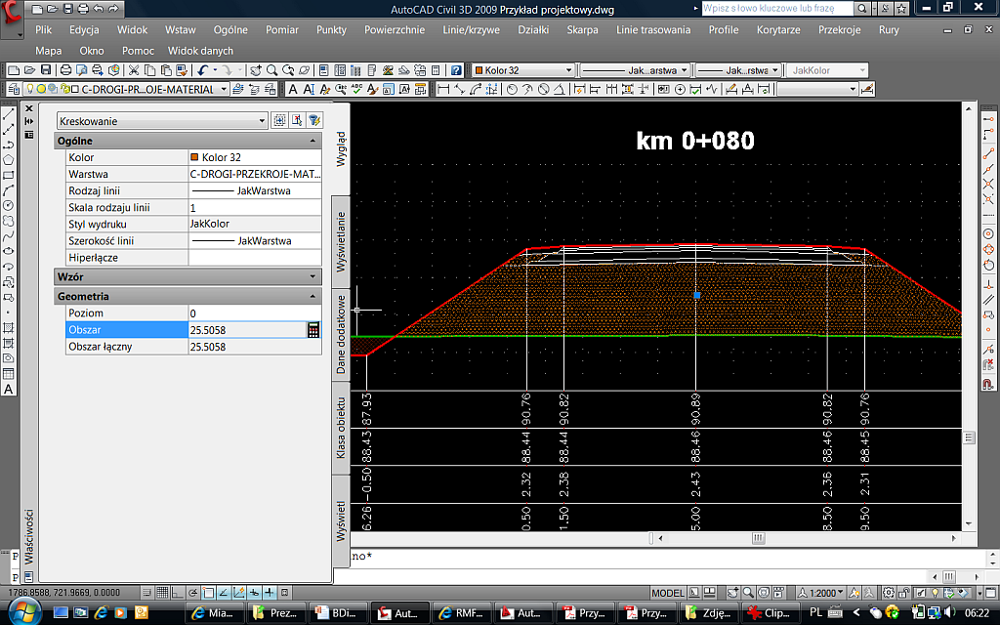 AutoCAD Civil 3D 2009 Przykład projektowy.dwg
Wpisz słowo kluczowe lub frazę
Plik Edycja Widok Wstaw Ogólne Pomiar Punkty Powierzchnie Linie/krzywe Działki Skarpa Linie trasowania Profile Korytarze Przekroje Rury
Mapa Okno Pomoc Widok danych
Kolor 32 Jak...arstwa Jak...rstwa JakKolor
C-DROGI-PR...OJE-MATERIAL
Kreskowanie
Ogólne
Kolor Kolor 32
Warstwa C-DROGI-PRZEKROJE-MAT...
Rodzaj linii JakWarstwa
Skala rodzaju linii 1
Styl wydruku JakKolor
Szerokość linii JakWarstwa
Hiperłącze
Wzór
Geometria
Poziom 0
Obszar 25.5058
Obszar łączny 25.5058
Wygląd
Wyświetlanie
Dane dodatkowe
Klasa obiektu
Wyświetl
Właściwości
km 0+080
87.93 90.76 90.82 90.89 90.82 90.76
88.43 88.44 88.44 88.46 88.46 88.45
-0.50 2.32 2.38 2.43 2.36 2.31
6.26 0.50 1.50 5.00 8.50 9.50
P
no*
P
1786.8588, 721.9669, 0.0000
MODEL
1:2000
Mia... Prez... BDi... Aut... RMF... Aut... Przy... Przy... Zdję... Clip...
PL
06:22